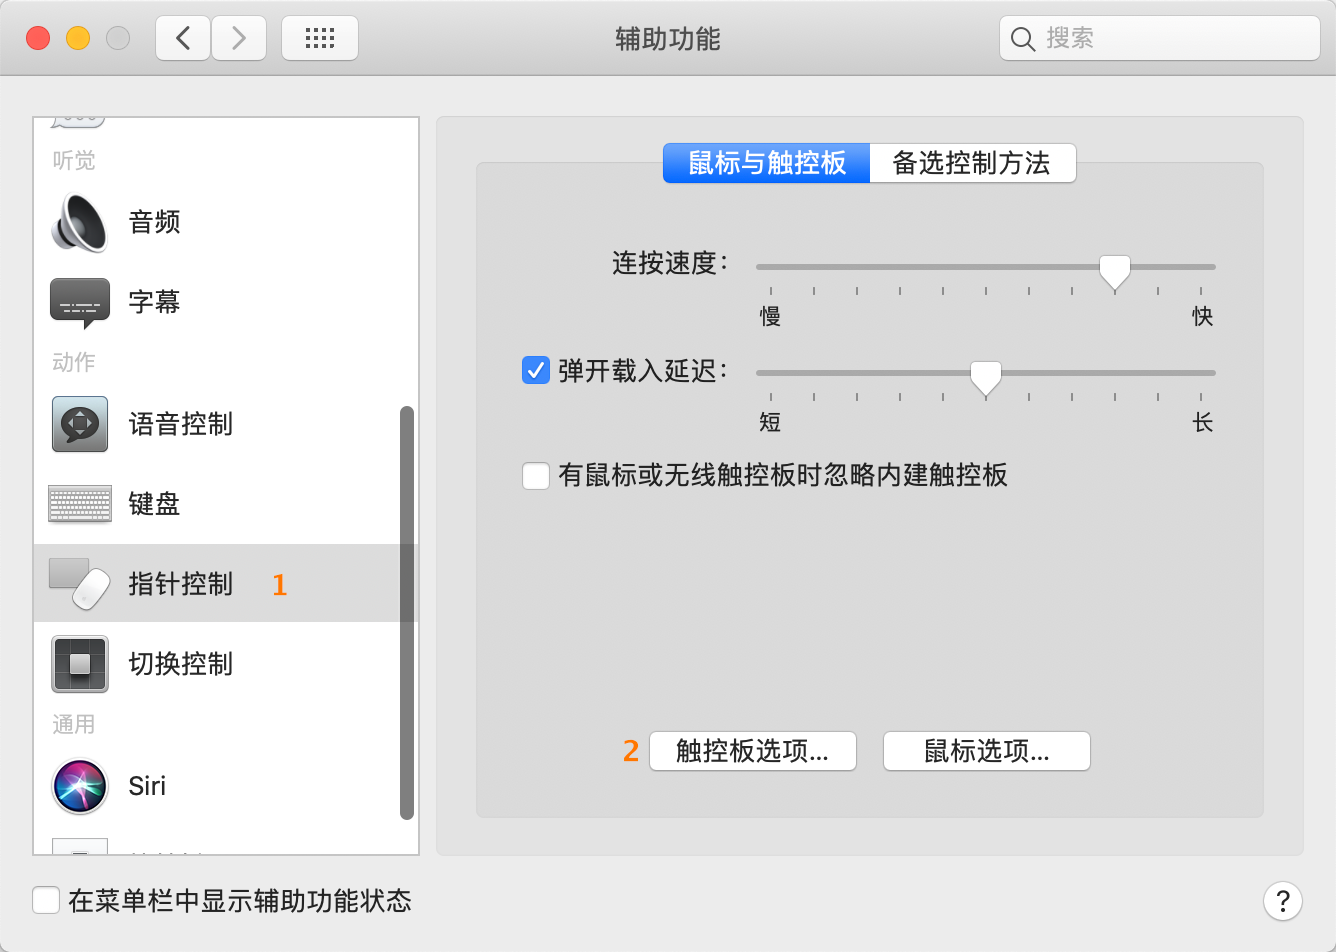 辅助功能
搜索
听觉
音频
字幕
动作
语音控制
键盘
指针控制 1
切换控制
通用
Siri
鼠标与触控板 备选控制方法
连按速度：
慢 快
弹开载入延迟：
短 长
有鼠标或无线触控板时忽略内建触控板
2 触控板选项... 鼠标选项...
在菜单栏中显示辅助功能状态
?